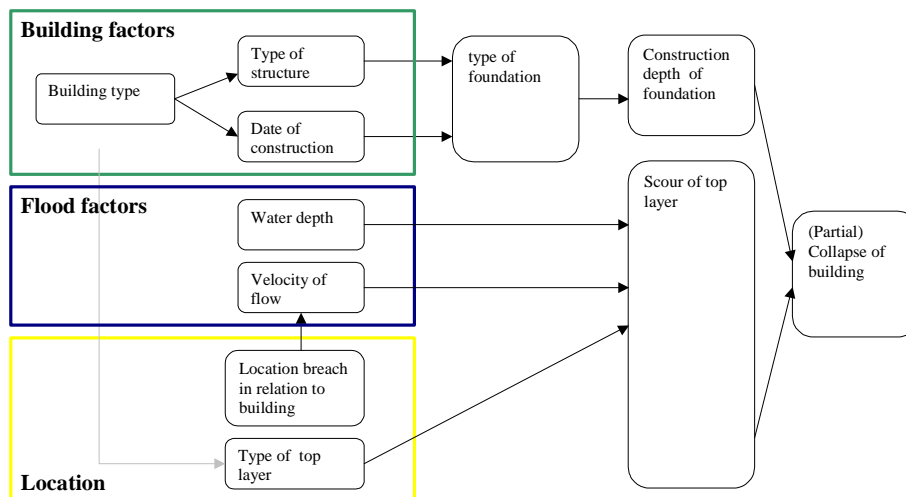 Building factors
Building type
Type of
structure
Date of
construction
type of
foundation
Construction
depth of
foundation
Flood factors
Water depth
Velocity of
flow
Scour of top
layer
(Partial)
Collapse of
building
Location breach
in relation to
building
Type of top
layer
Location